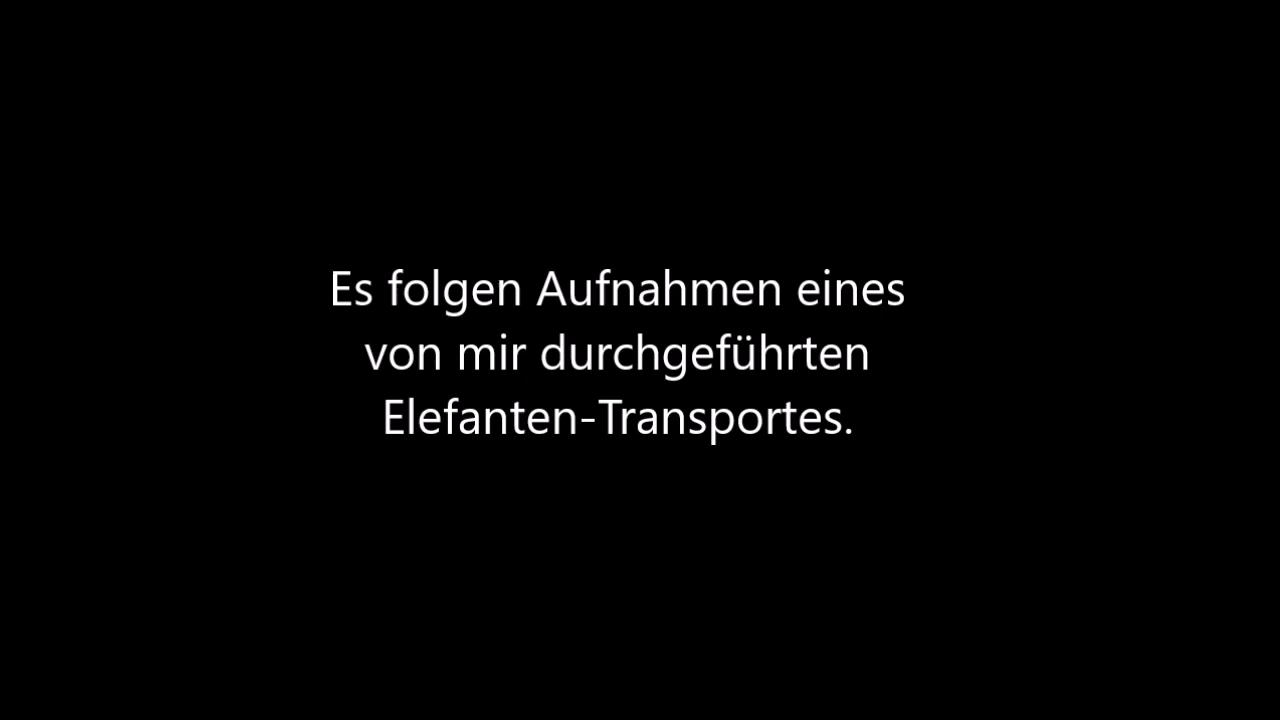 Es folgen Aufnahmen eines
von mir durchgeführten
Elefanten-Transportes.